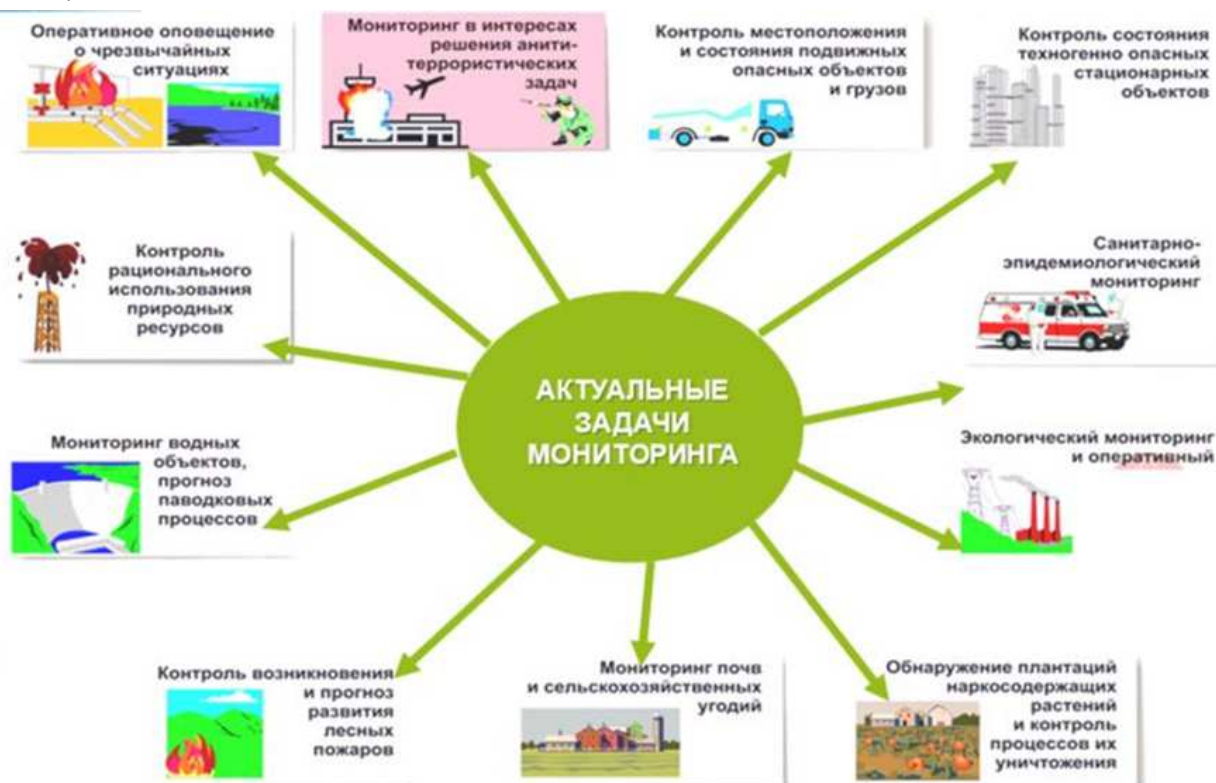 Оперативное оповещение
о чрезвычайных
ситуациях
Мониторинг в интересах
решения анити-
террористических
задач
Контроль местоположения
и состояния подвижных
опасных объектов
и грузов
Контроль состояния
техногенно опасных
стационарных
объектов
Контроль
рационального
использования
природных
ресурсов
Санитарно-
эпидемиологический
мониторинг
АКТУАЛЬНЫЕ
ЗАДАЧИ
МОНИТОРИНГА
Мониторинг водных
объектов,
прогноз
паводковых
процессов
Экологический мониторинг
и оперативный
Контроль возникновения
и прогноз
развития
лесных
пожаров
Мониторинг почв
и сельскохозяйственных
угодий
Обнаружение плантаций
наркосодержащих
растений
и контроль
процессов их
уничтожения